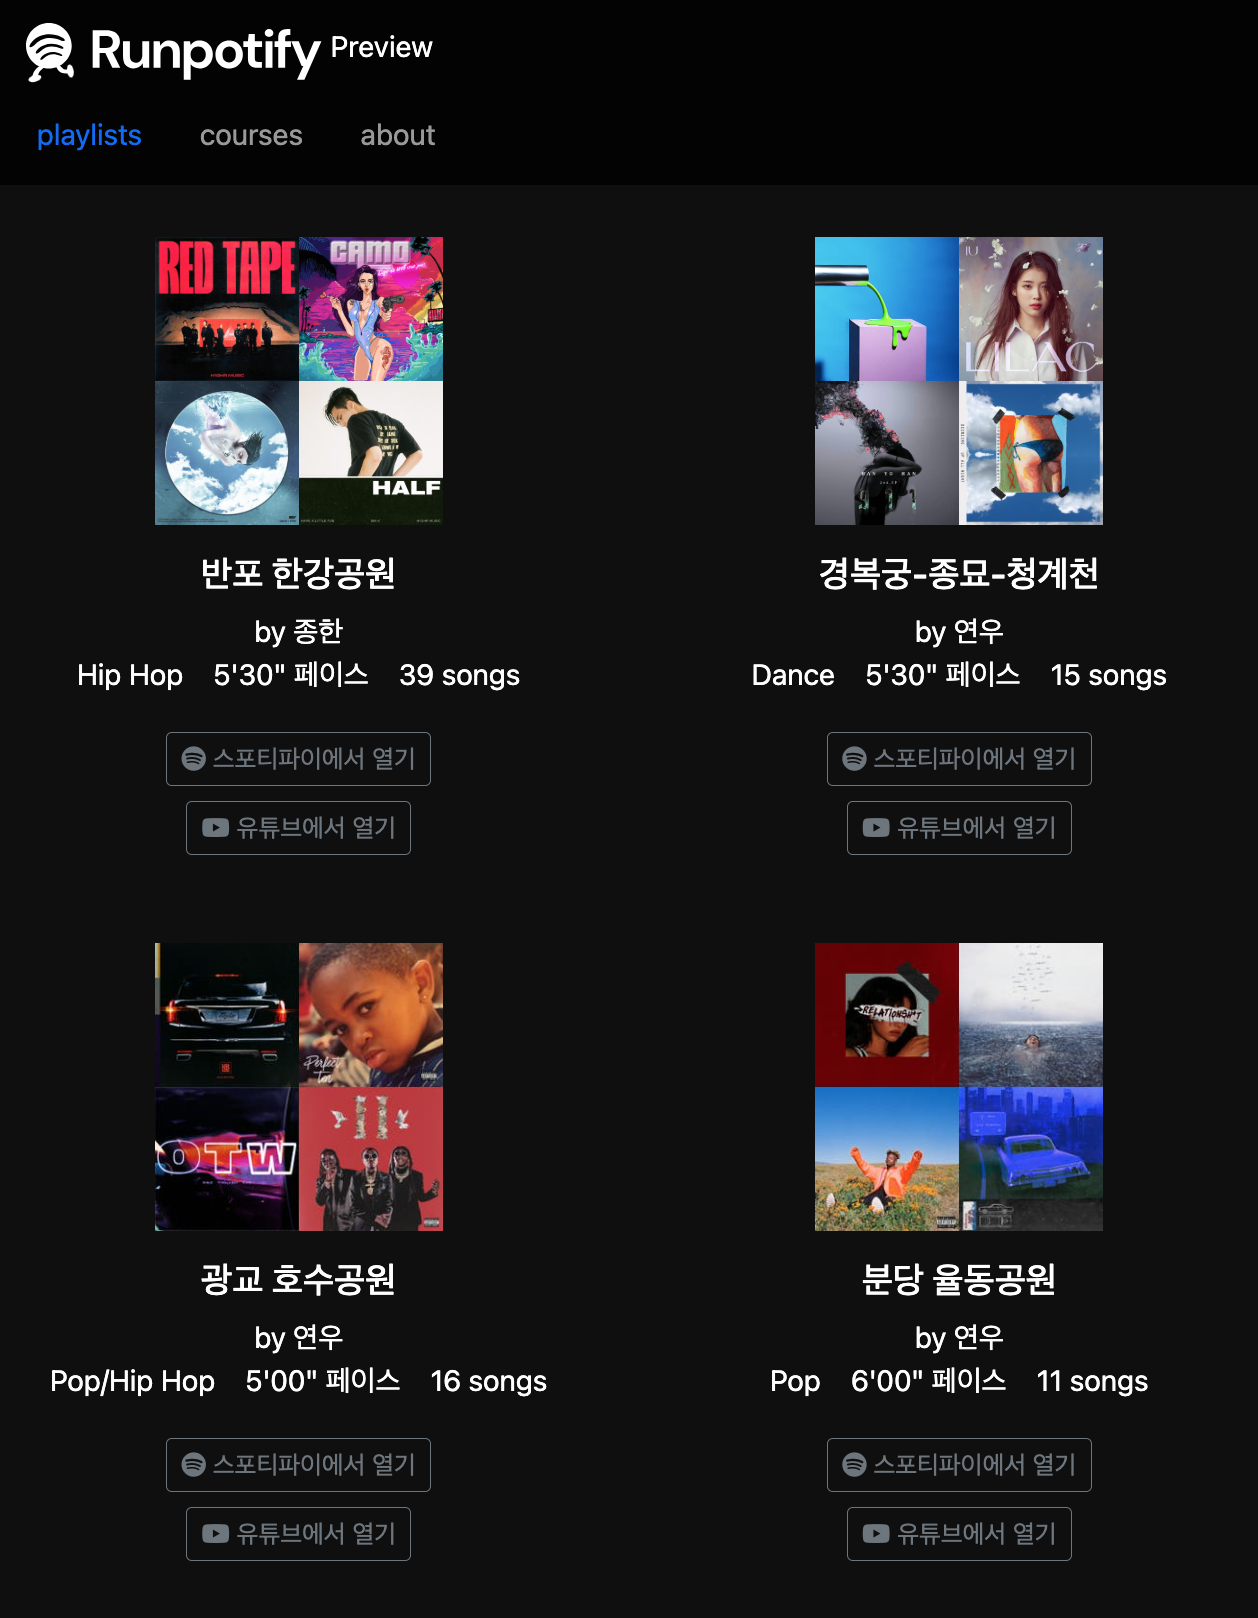 Runpotify Preview
playlists courses about
RED TAPE
CAMO
HALF
IU
LILAC
반포 한강공원
by 종한
Hip Hop 5'30" 페이스 39 songs
스포티파이에서 열기
유튜브에서 열기
경복궁-종묘-청계천
by 연우
Dance 5'30" 페이스 15 songs
스포티파이에서 열기
유튜브에서 열기
Perfect
Ten
OTW
RELATIONSH*T
광교 호수공원
by 연우
Pop/Hip Hop 5'00" 페이스 16 songs
스포티파이에서 열기
유튜브에서 열기
분당 율동공원
by 연우
Pop 6'00" 페이스 11 songs
스포티파이에서 열기
유튜브에서 열기